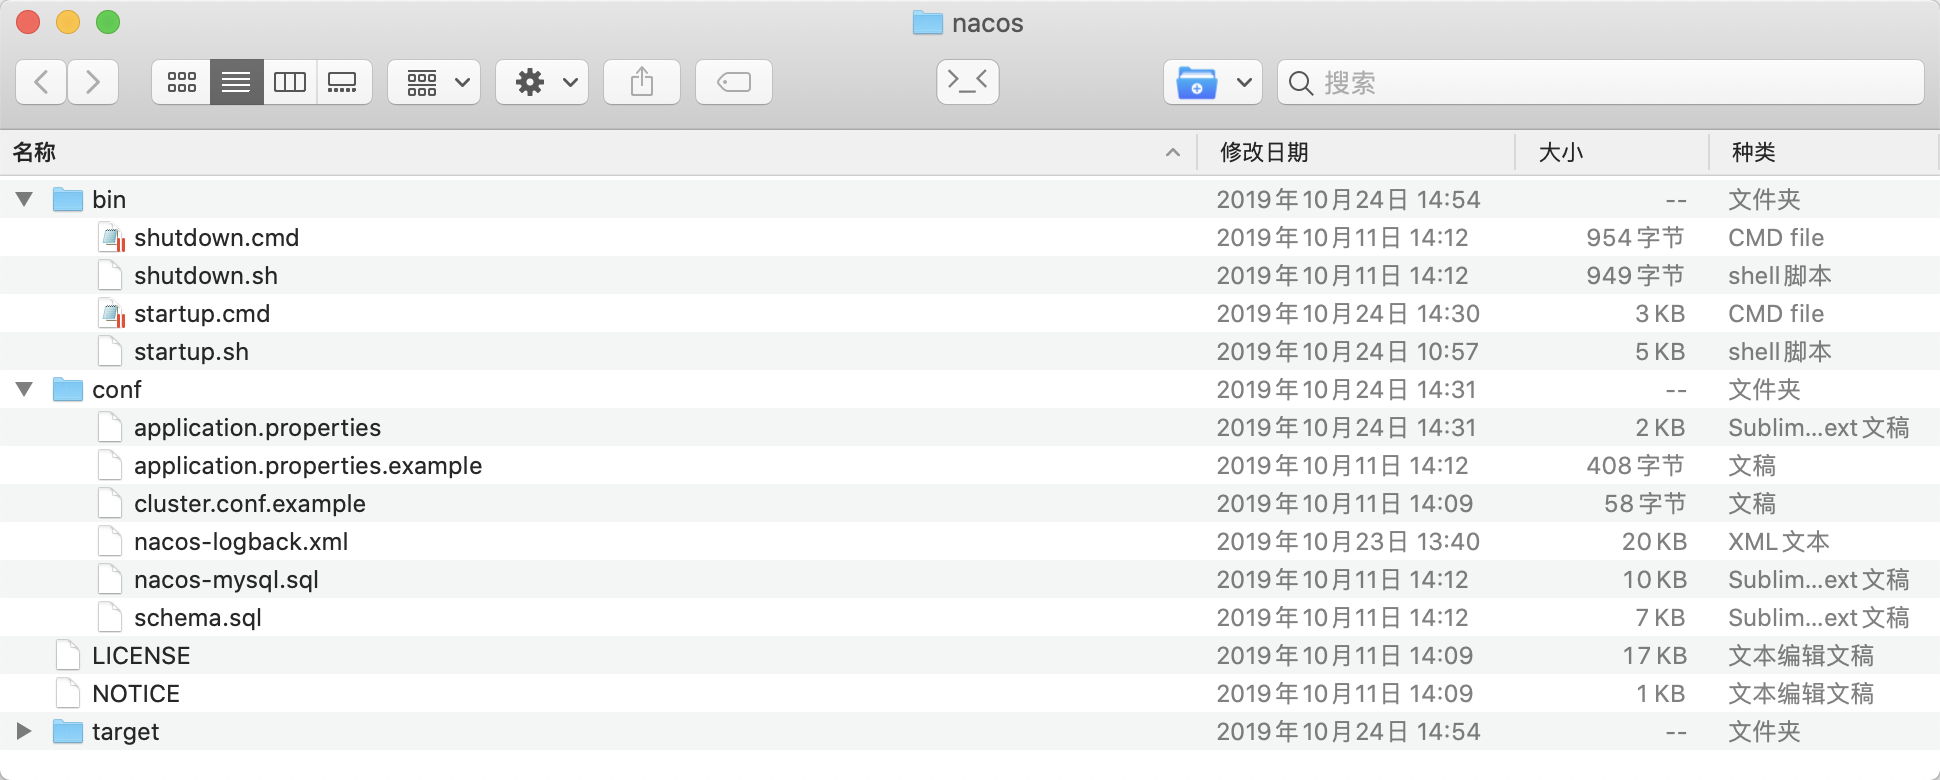 nacos
搜索
名称 修改日期 大小 种类
bin 2019年10月24日 14:54 -- 文件夹
shutdown.cmd 2019年10月11日 14:12 954字节 CMD file
shutdown.sh 2019年10月11日 14:12 949字节 shell脚本
startup.cmd 2019年10月24日 14:30 3 KB CMD file
startup.sh 2019年10月24日 10:57 5 KB shell脚本
conf 2019年10月24日 14:31 -- 文件夹
application.properties 2019年10月24日 14:31 2 KB Sublim...ext文稿
application.properties.example 2019年10月11日 14:12 408字节 文稿
cluster.conf.example 2019年10月11日 14:09 58字节 文稿
nacos-logback.xml 2019年10月23日 13:40 20 KB XML文本
nacos-mysql.sql 2019年10月11日 14:12 10 KB Sublim...ext文稿
schema.sql 2019年10月11日 14:12 7 KB Sublim...ext文稿
LICENSE 2019年10月11日 14:09 17 KB 文本编辑文稿
NOTICE 2019年10月11日 14:09 1 KB 文本编辑文稿
target 2019年10月24日 14:54 -- 文件夹